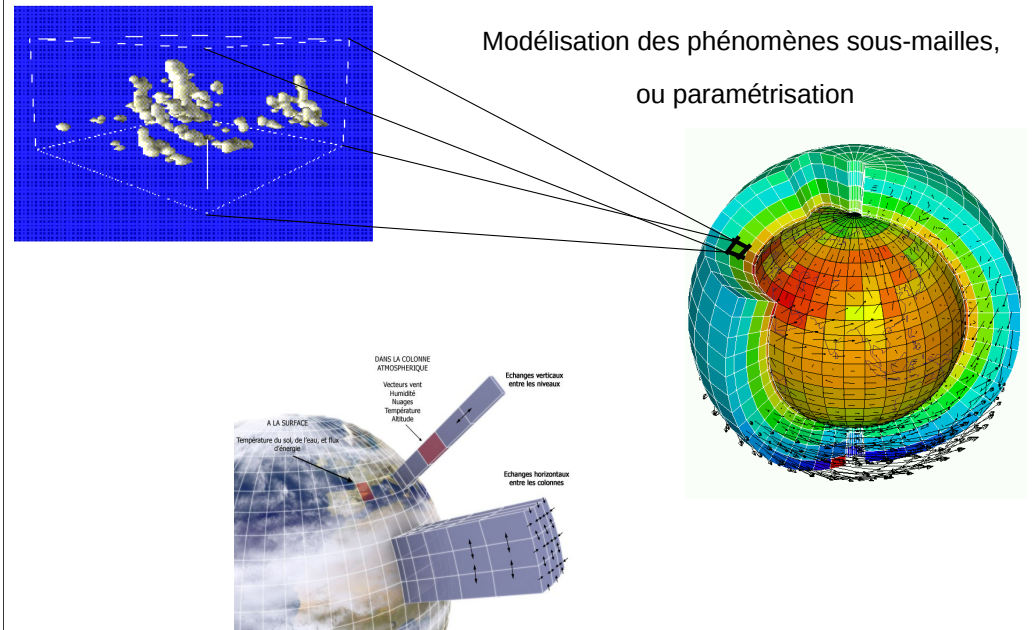 Modélisation des phénomènes sous-mailles,
ou paramétrisation
DANS LA COLONNE
ATMOSPHERIQUE
Vecteurs vent
Humidité
Nuages
Température
Altitude
Echanges verticaux
entre les niveaux
A LA SURFACE
Température du sol, de l'eau, et flux
d'énergie
Echanges horizontaux
entre les colonnes